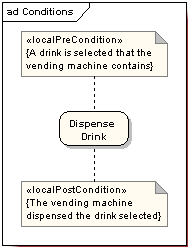 ad Conditions
«localPreCondition»
{A drink is selected that the
vending machine contains}
Dispense
Drink
«localPostCondition»
{The vending machine
dispensed the drink selected}